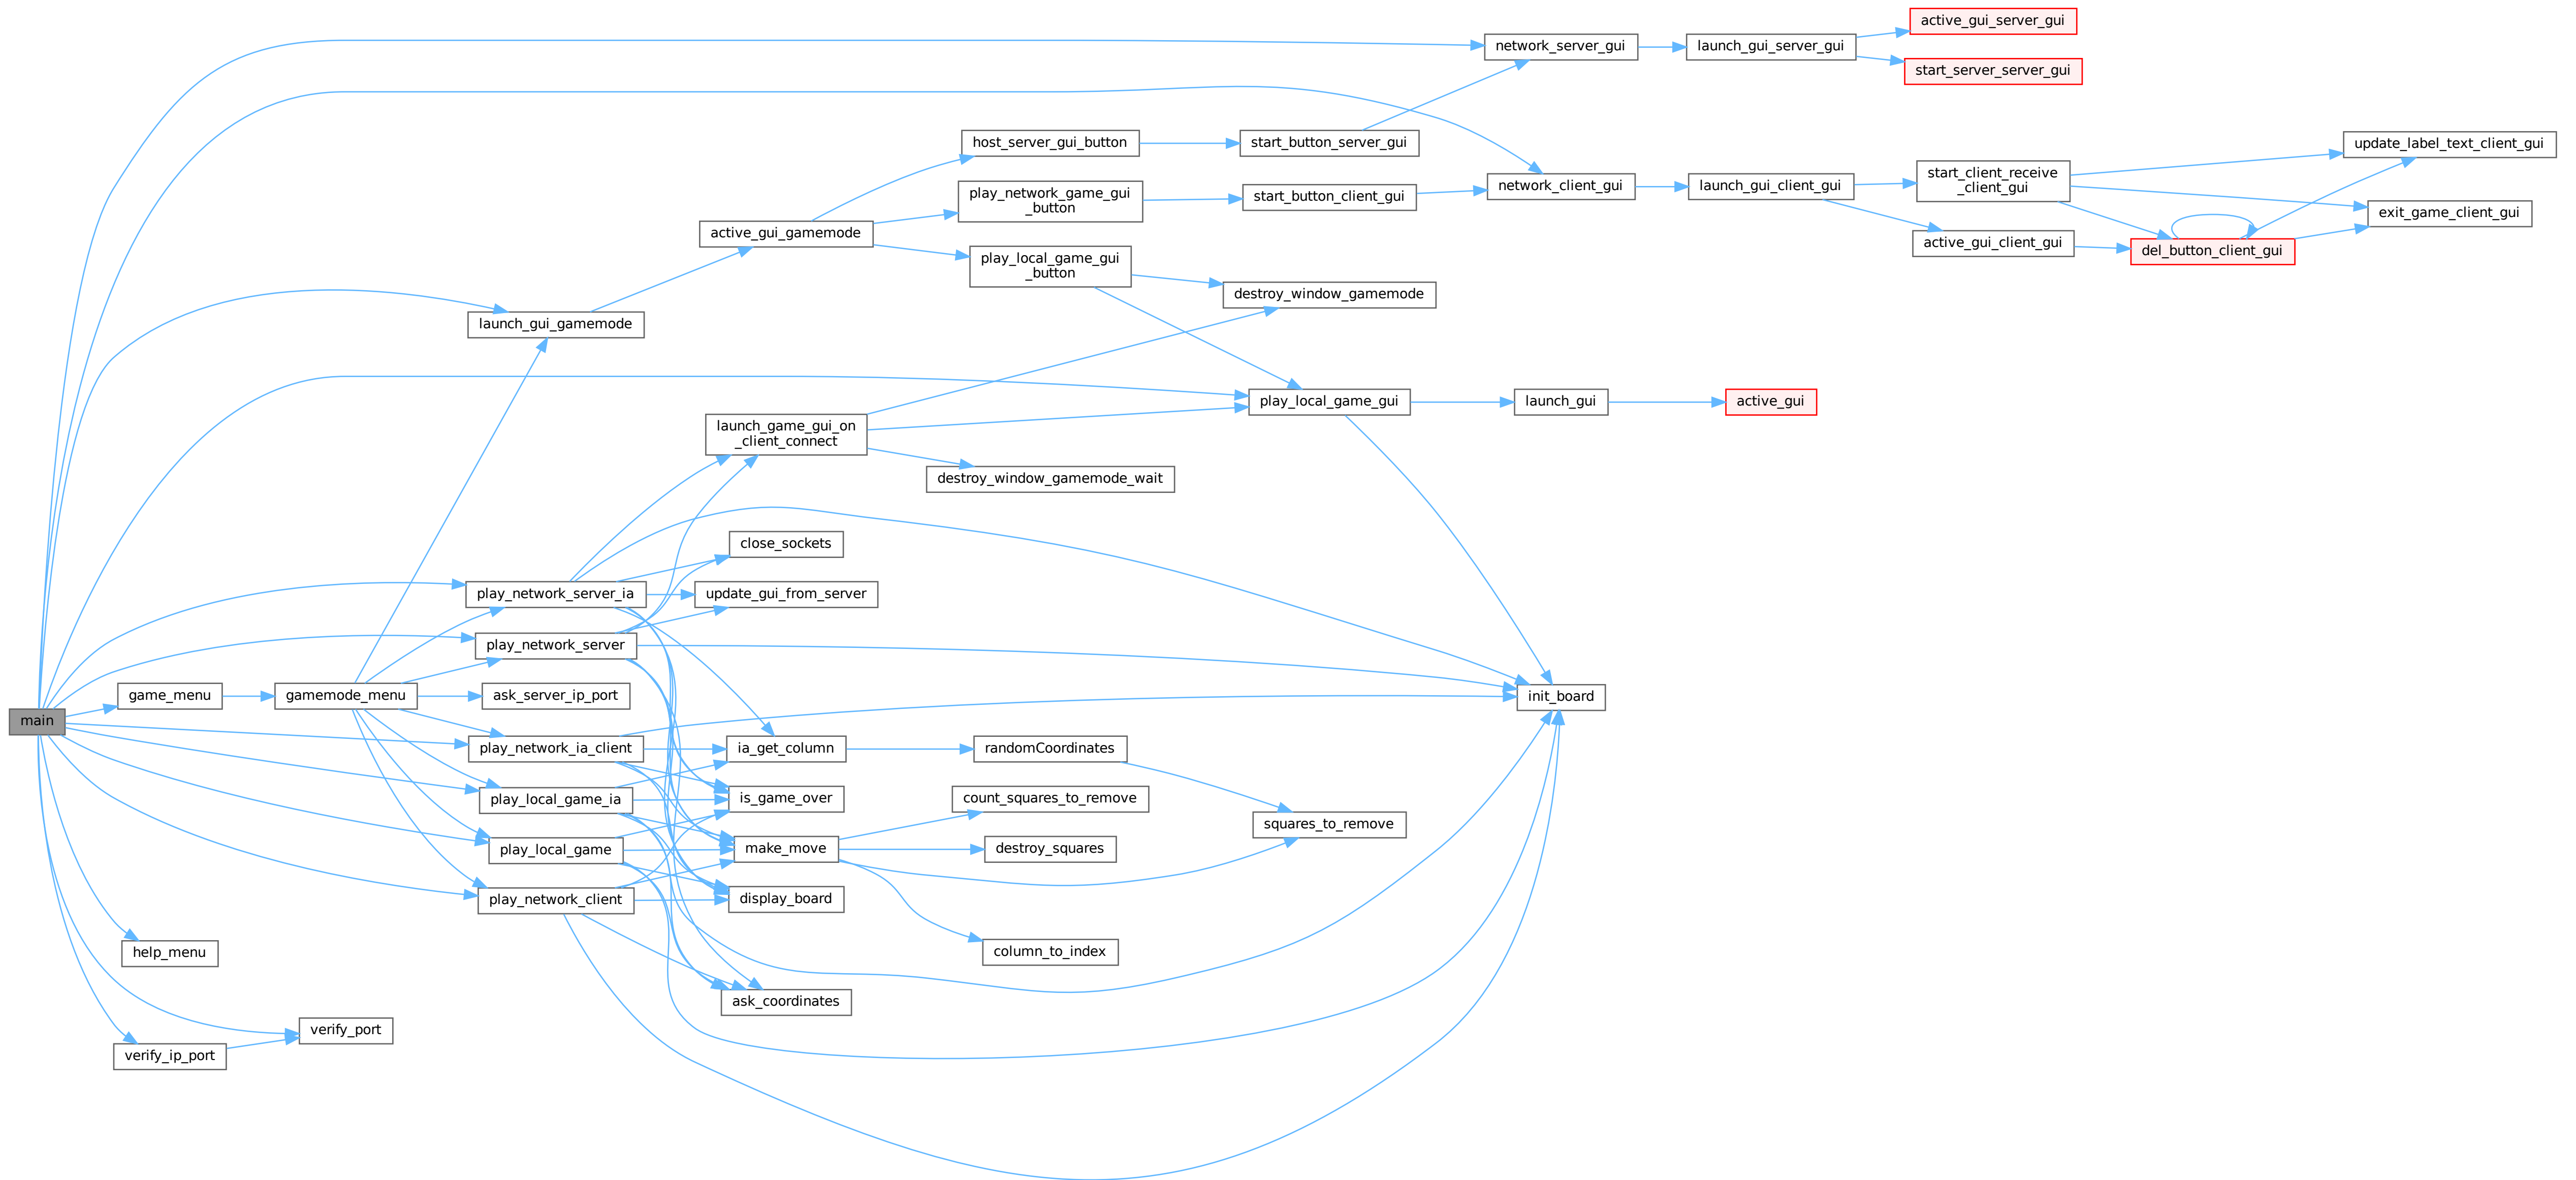 active_gui_server_gui
network_server_gui
launch_gui_server_gui
start_server_server_gui
host_server_gui_button
start_button_server_gui
update_label_text_client_gui
play_network_game_gui
_button
start_button_client_gui
network_client_gui
launch_gui_client_gui
start_client_receive
_client_gui
exit_game_client_gui
active_gui_gamemode
active_gui_client_gui
del_button_client_gui
play_local_game_gui
_button
destroy_window_gamemode
launch_gui_gamemode
play_local_game_gui
launch_gui
active_gui
launch_game_gui_on
_client_connect
destroy_window_gamemode_wait
close_sockets
play_network_server_ia
update_gui_from_server
play_network_server
game_menu
gamemode_menu
ask_server_ip_port
init_board
main
play_network_ia_client
ia_get_column
randomCoordinates
play_local_game_ia
is_game_over
count_squares_to_remove
squares_to_remove
play_local_game
make_move
destroy_squares
play_network_client
display_board
help_menu
column_to_index
ask_coordinates
verify_port
verify_ip_port